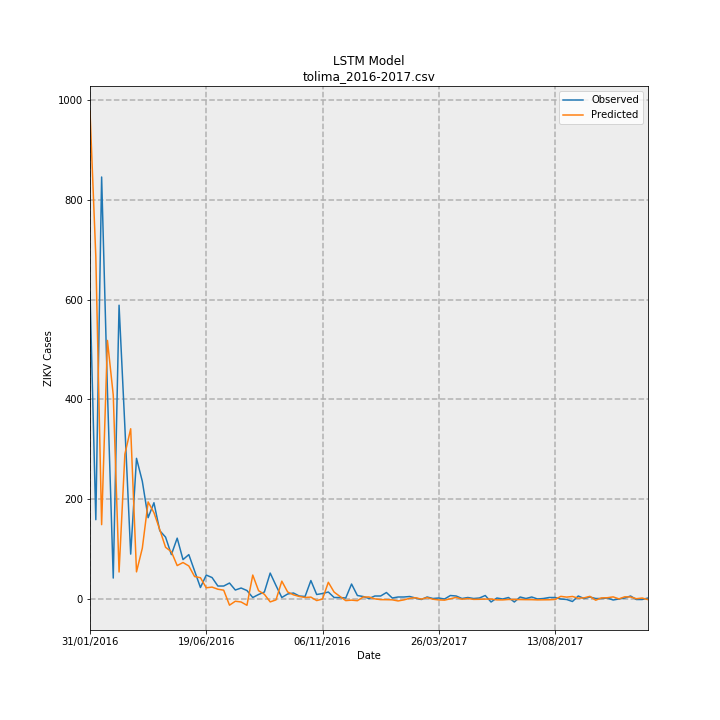 LSTM Model
tolima_2016-2017.csv
Observed
Predicted
1000
800
600
400
200
0
ZIKV Cases
31/01/2016
19/06/2016
06/11/2016
26/03/2017
13/08/2017
Date